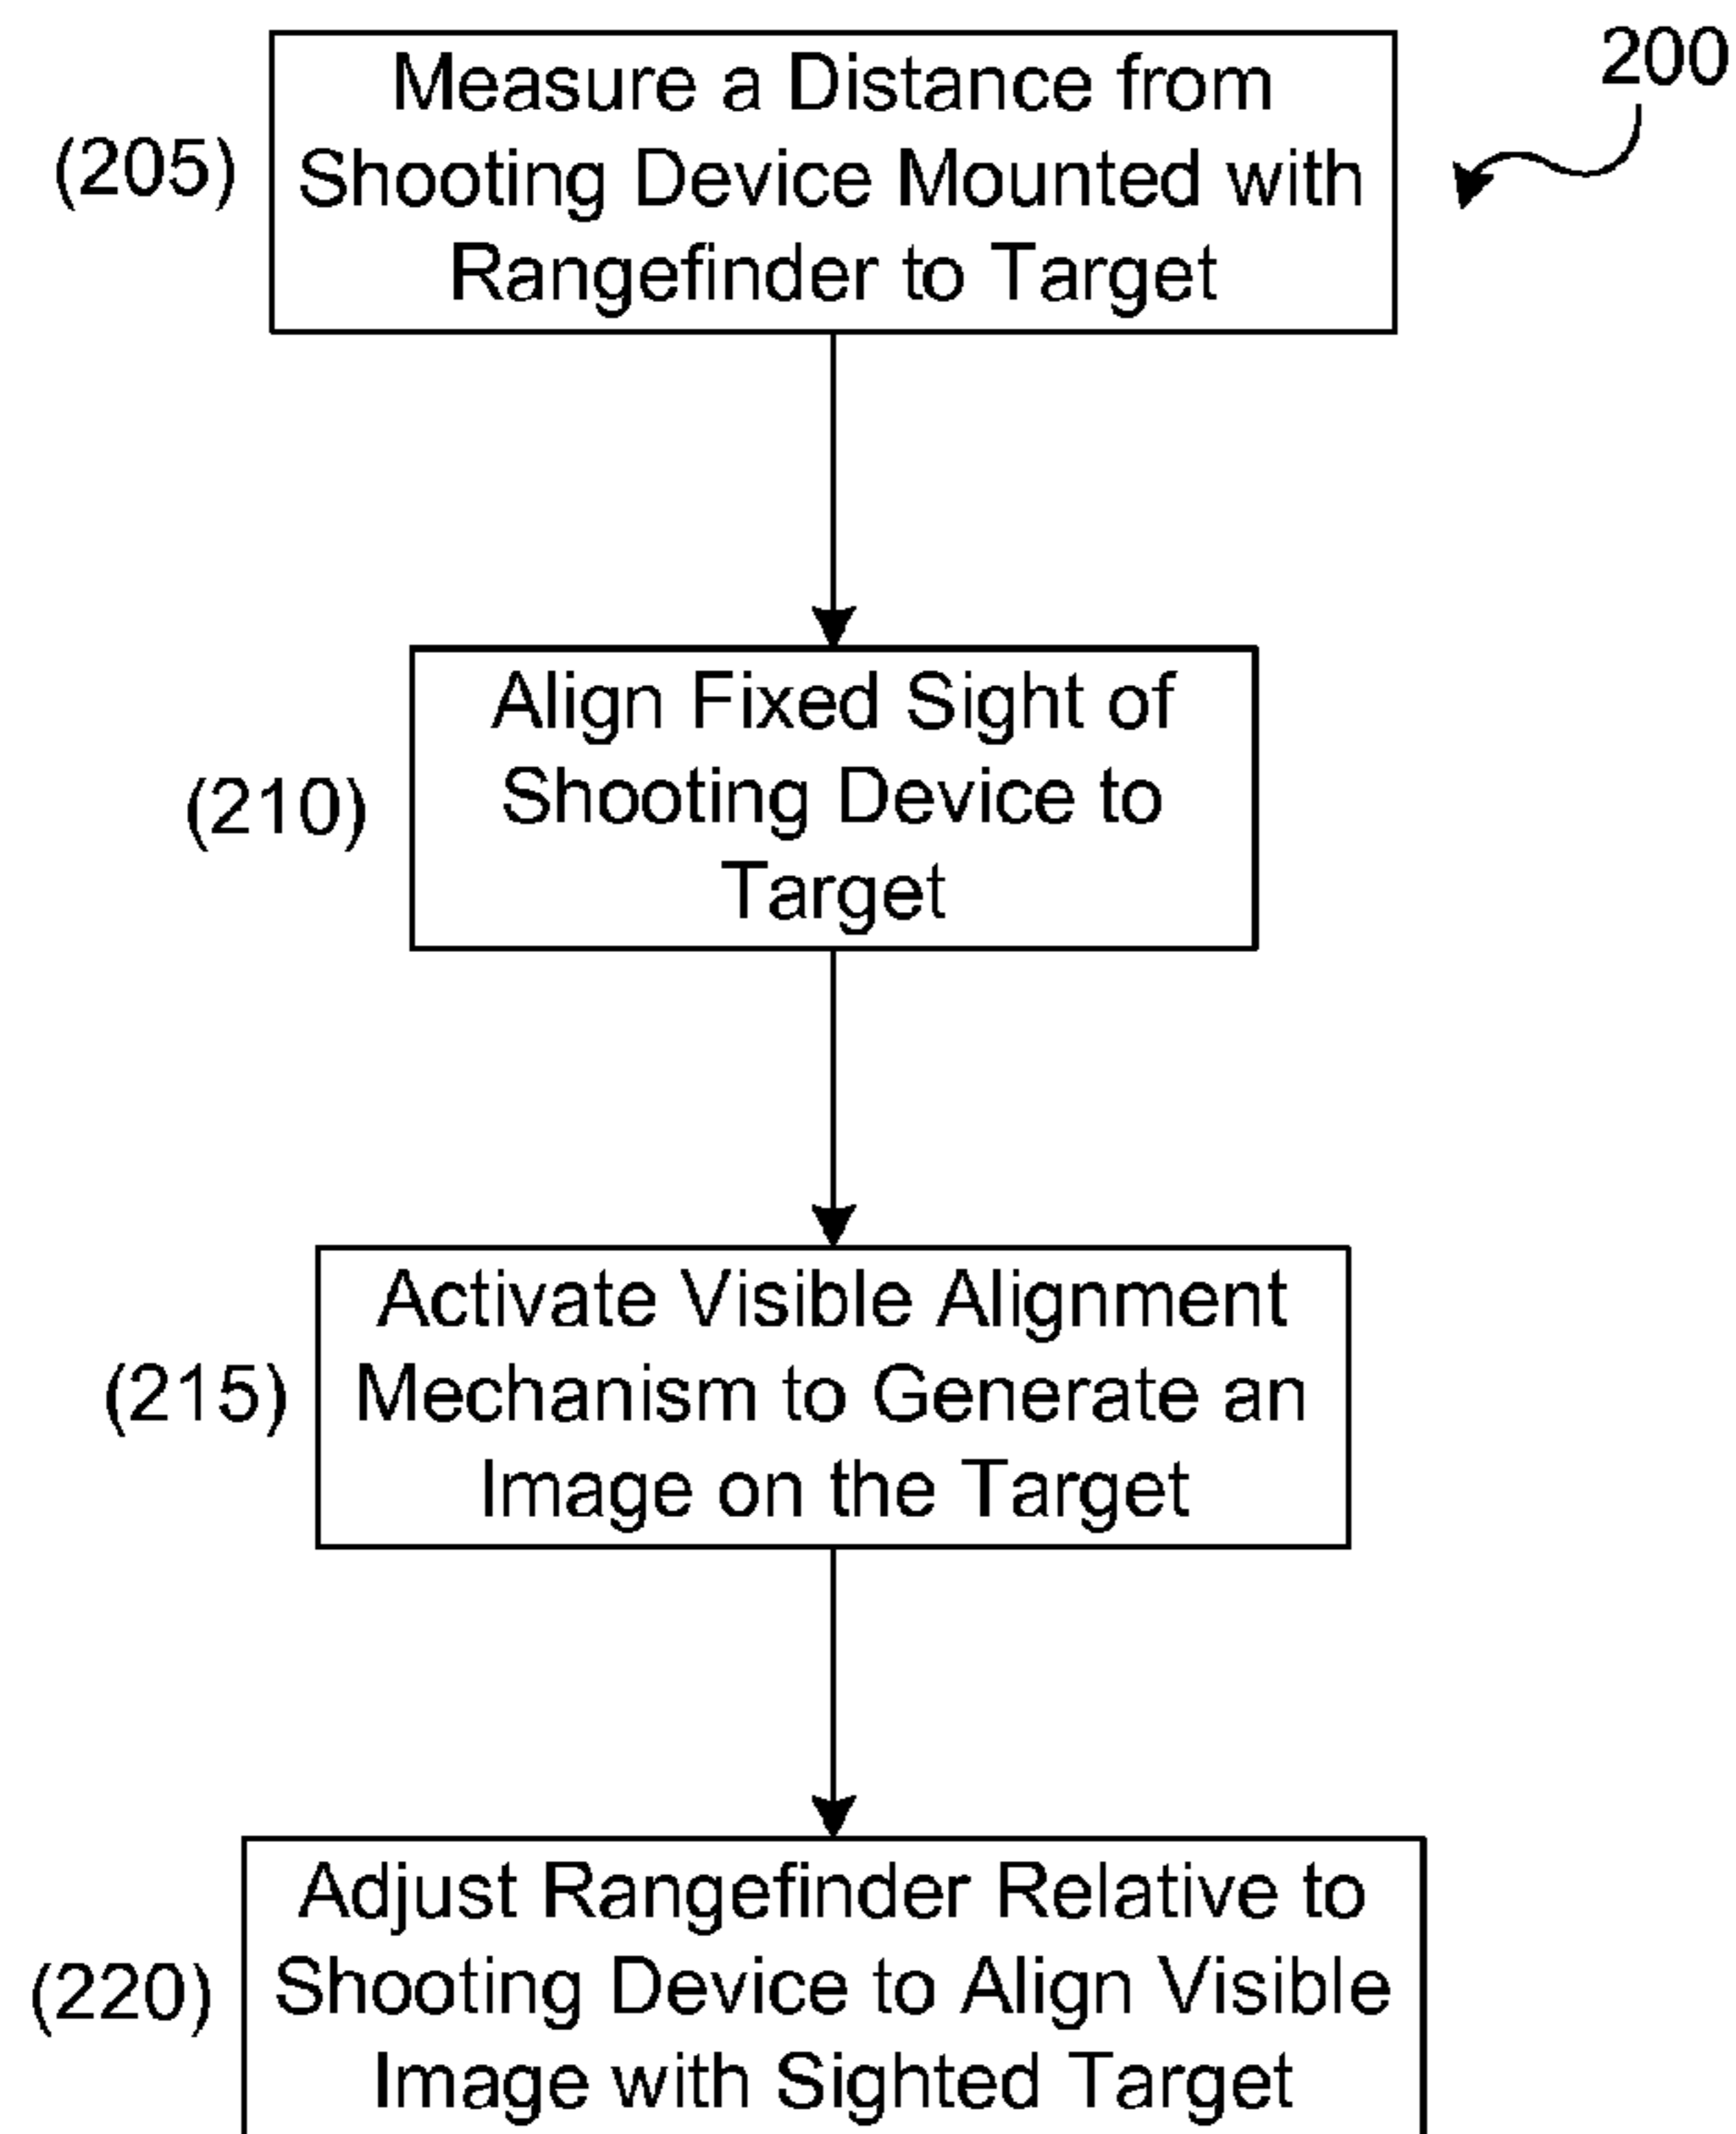 200
Measure a Distance from
(205)
Shooting Device Mounted with
Rangefinder to Target
Align Fixed Sight of
(210)
Shooting Device to
Target
Activate Visible Alignment
(215)
Mechanism to Generate an
Image on the Target
Adjust Rangefinder Relative to
(220)
Shooting Device to Align Visible
Image with Sighted Target